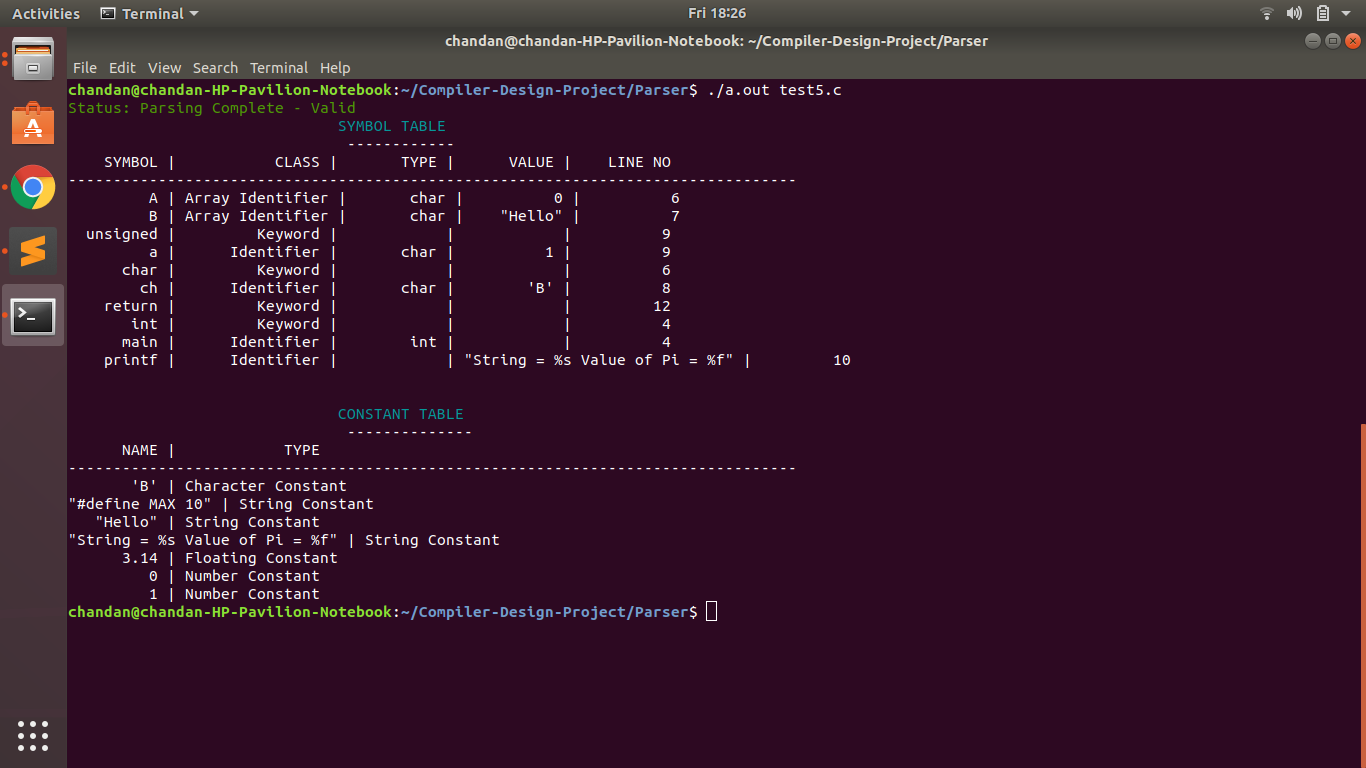 Activities Terminal Fri 18:26
chandan@chandan-HP-Pavilion-Notebook: ~/Compiler-Design-Project/Parser
File Edit View Search Terminal Help
chandan@chandan-HP-Pavilion-Notebook:~/Compiler-Design-Project/Parser$ ./a.out test5.c
Status: Parsing Complete - Valid
SYMBOL TABLE
------------
SYMBOL | CLASS | TYPE | VALUE | LINE NO
---------------------------------------------------------------------------------
A | Array Identifier | char | 0 | 6
B | Array Identifier | char | "Hello" | 7
unsigned | Keyword | | | 9
a | Identifier | char | 1 | 9
char | Keyword | | | 6
ch | Identifier | char | 'B' | 8
return | Keyword | | | 12
int | Keyword | | | 4
main | Identifier | int | | 4
printf | Identifier | | "String = %s Value of Pi = %f" | 10
CONSTANT TABLE
--------------
NAME | TYPE
---------------------------------------------------------------------------------
'B' | Character Constant
"#define MAX 10" | String Constant
"Hello" | String Constant
"String = %s Value of Pi = %f" | String Constant
3.14 | Floating Constant
0 | Number Constant
1 | Number Constant
chandan@chandan-HP-Pavilion-Notebook:~/Compiler-Design-Project/Parser$